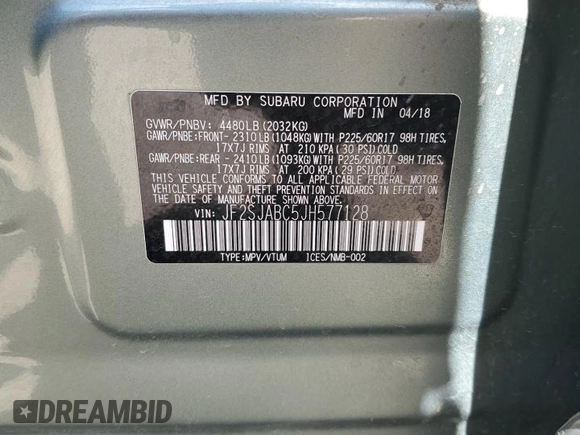 MFD BY SUBARU CORPORATION
MFD IN 04/18
GVWR/PNBV: 4480LB(2032KG)
GAWR/PNBE:FRONT-2310LB(1048KG)WITH P225/60R17 98H TIRES,
17X7J RIMS AT 210 KPA(30 PSI)COLD
GAWR/PNBE:REAR -2410LB(1093KG)WITH P225/60R17 98H TIRES,
17X7J RIMS AT 200 KPA(29 PSI)COLD
THIS VEHICLE CONFORMS TO ALL APPLICABLE FEDERAL MOTOR-
VEHICLE SAFETY AND THEFT PREVENTION STANDARDS IN EFFECT ON
THE DATE OF MANUFACTURE SHOWN ABOVE.
VIN: JF2SJABC5JH577128
TYPE:MPV/VTUM ICES/NMB-002
DREAMBID